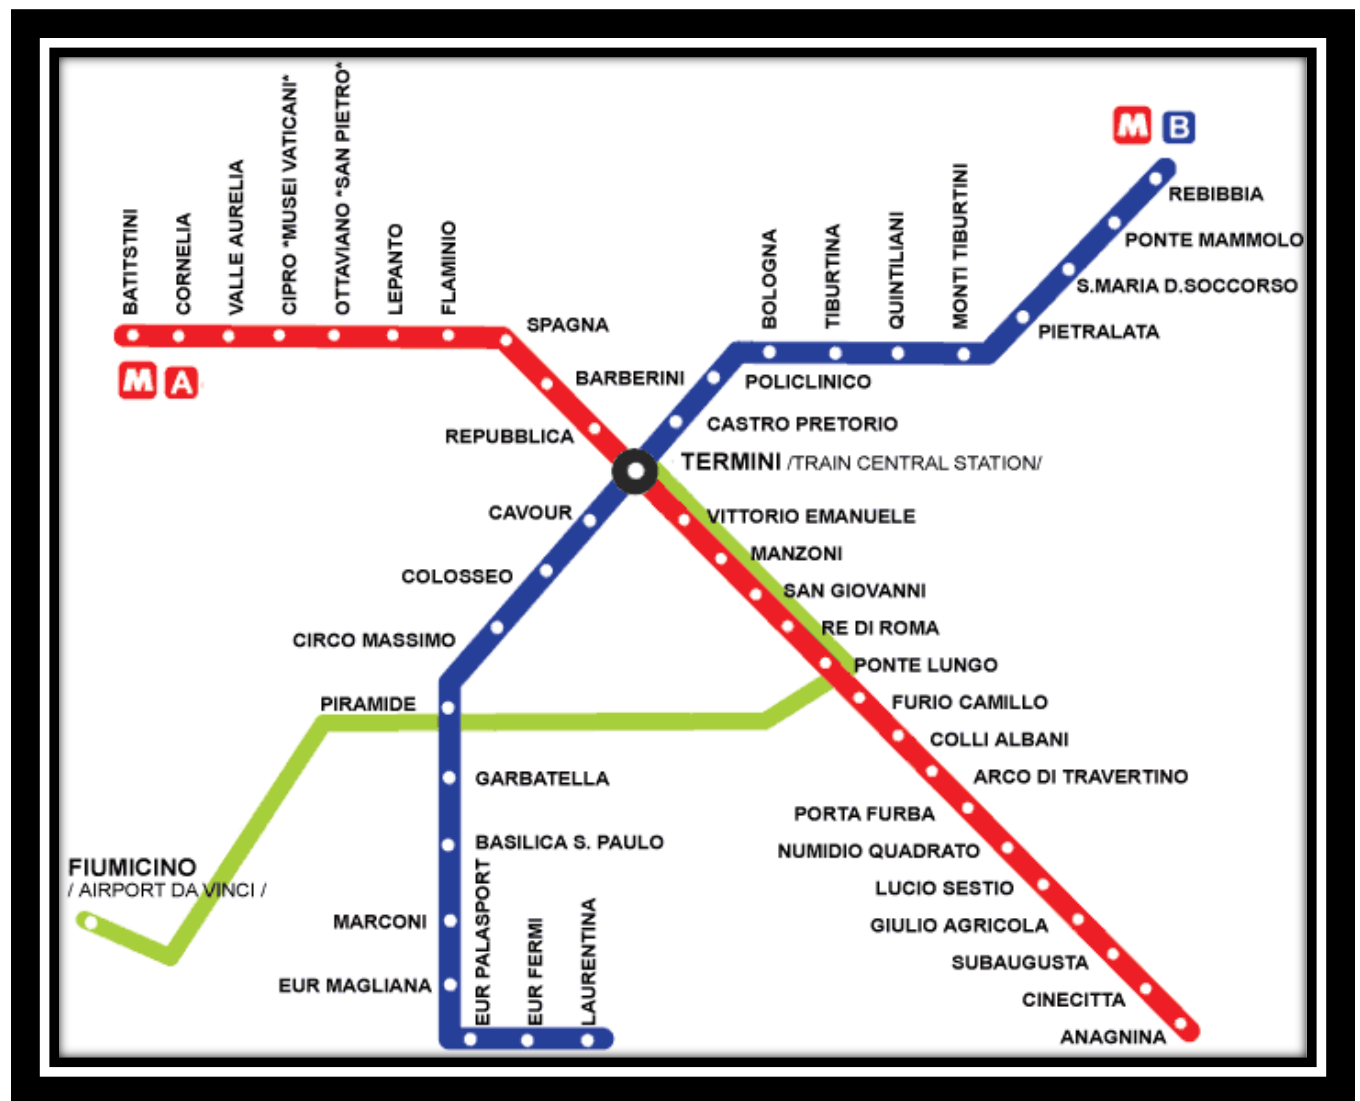 BATITSTINI
CORNELIA
VALLE AURELIA
CIPRO *MUSEI VATICANI*
OTTAVIANO *SAN PIETRO*
LEPANTO
FLAMINIO
M A
SPAGNA
BARBERINI
REPUBBLICA
TERMINI /TRAIN CENTRAL STATION/
VITTORIO EMANUELE
MANZONI
SAN GIOVANNI
RE DI ROMA
PONTE LUNGO
FURIO CAMILLO
COLLI ALBANI
ARCO DI TRAVERTINO
PORTA FURBA
NUMIDIO QUADRATO
LUCIO SESTIO
GIULIO AGRICOLA
SUBAUGUSTA
CINECITTA
ANAGNINA
M B
REBIBBIA
PONTE MAMMOLO
S.MARIA D.SOCCORSO
PIETRALATA
MONTI TIBURTINI
QUINTILIANI
TIBURTINA
BOLOGNA
POLICLINICO
CASTRO PRETORIO
CAVOUR
COLOSSEO
CIRCO MASSIMO
PIRAMIDE
GARBATELLA
BASILICA S. PAULO
MARCONI
EUR MAGLIANA
EUR PALASPORT
EUR FERMI
LAURENTINA
FIUMICINO
/ AIRPORT DA VINCI /